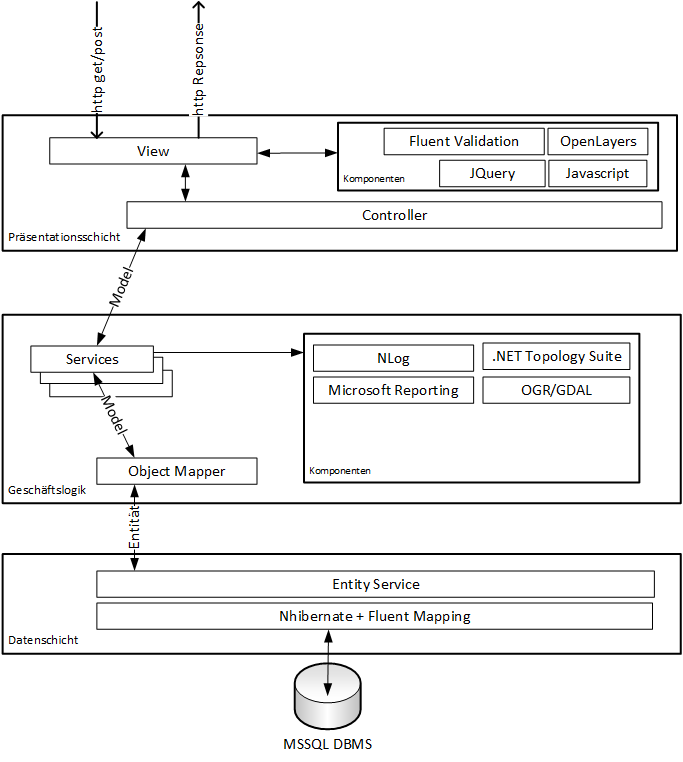 http get/post
http Repsonse
View
Fluent Validation
OpenLayers
JQuery
Javascript
Komponenten
Controller
Präsentationsschicht
Model
Services
NLog
.NET Topology Suite
Microsoft Reporting
OGR/GDAL
Model
Object Mapper
Komponenten
Geschäftslogik
Entität
Entity Service
Nhibernate + Fluent Mapping
Datenschicht
MSSQL DBMS